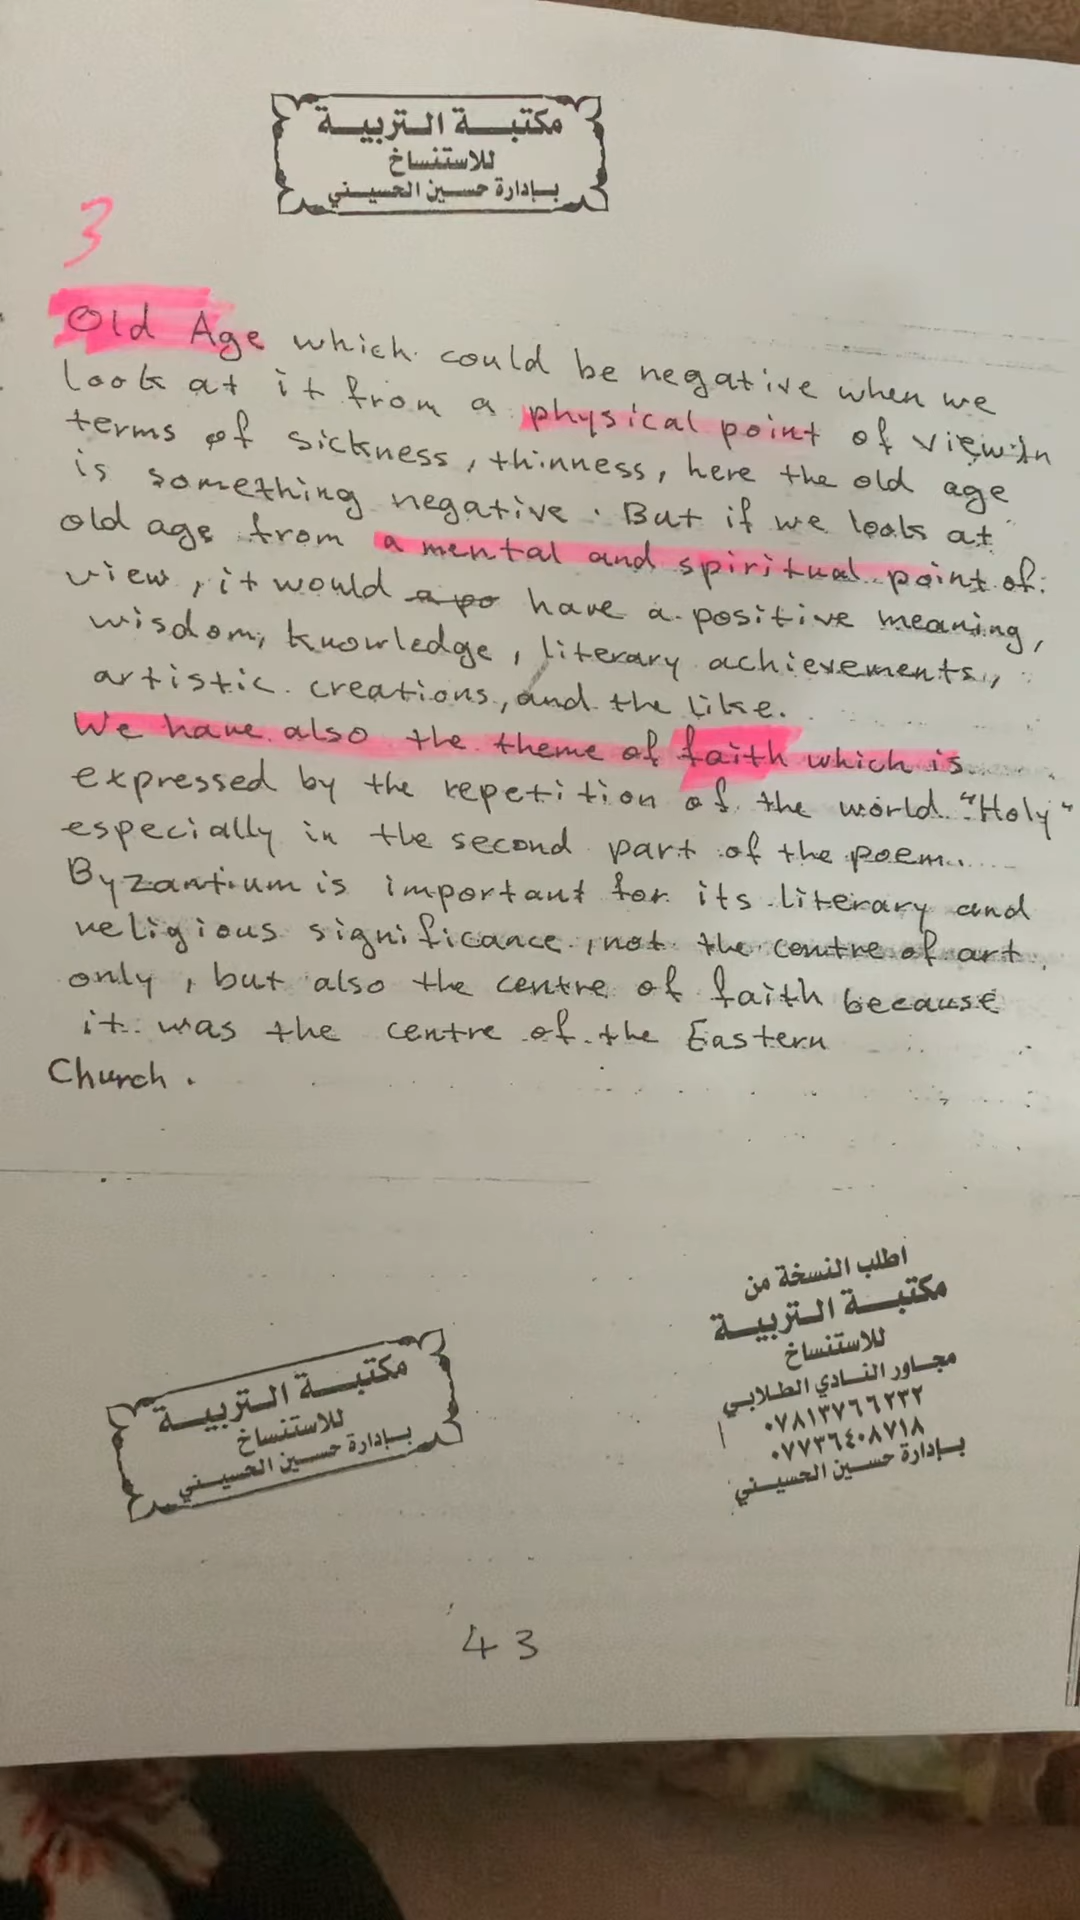 مكتبة التربية
للاستنساخ
بإدارة حسين الحسيني
3
Old Age which could be negative when we
look at it from a physical point of view in
terms of sickness, thinness, here the old age
is something negative. But if we look at
old age from a mental and spiritual point of
view, it would a po have a positive meaning,
wisdom, knowledge, literary achievements,
artistic creations, and the like.
We have also the theme of faith which is
expressed by the repetition of the world "Holy"
especially in the second part of the poem.
Byzantium is important for its literary and
religious significance, not the centre of art
only, but also the centre of faith because
it was the centre of the Eastern
Church.
اطلب النسخة من
مكتبة التربية
للاستنساخ
مجاور النادي الطلابي
٠٧٨١٣٧٦٦٢٣٢
٠٧٧٣٦٤٠٨٧١٨
بإدارة حسين الحسيني
مكتبة التربية
للاستنساخ
بإدارة حسين الحسيني
43